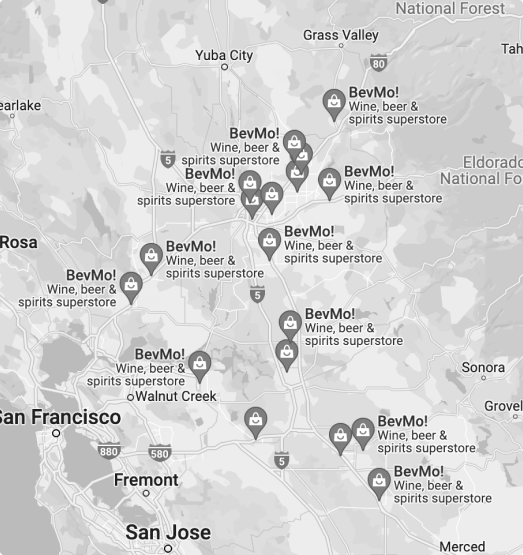 National Forest
Grass Valley
80
Yuba City
Tah
BevMo!
Wine, beer &
spirits superstore
earlake
BevMo!
Wine, beer &
spirits superstore
5
Eldorado
National Fo
BevMo!
Wine, beer &
spirits superstore
BevMo!
Wine, beer &
spirits superstore
Rosa
BevMo!
Wine, beer &
spirits superstore
BevMo!
Wine, beer &
spirits superstore
BevMo!
Wine, beer &
spirits superstore
5
BevMo!
Wine, beer &
spirits superstore
BevMo!
Wine, beer &
spirits superstore
Sonora
Walnut Creek
Grovel
San Francisco
BevMo!
Wine, beer &
spirits superstore
880
580
5
Fremont
BevMo!
Wine, beer &
spirits superstore
San Jose
Merced